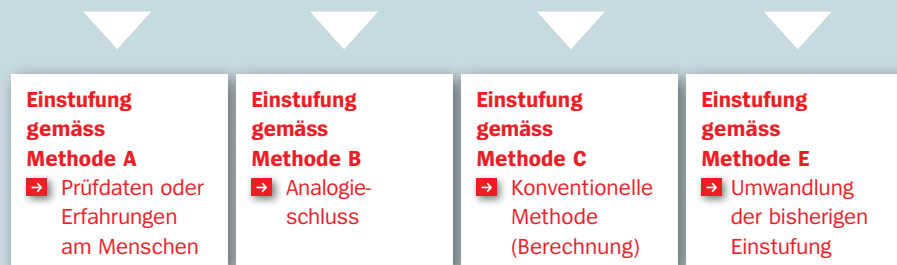 Einstufung
gemäss
Methode A
→ Prüfdaten oder
Erfahrungen
am Menschen
Einstufung
gemäss
Methode B
→ Analogie-
schluss
Einstufung
gemäss
Methode C
→ Konventionelle
Methode
(Berechnung)
Einstufung
gemäss
Methode E
→ Umwandlung
der bisherigen
Einstufung